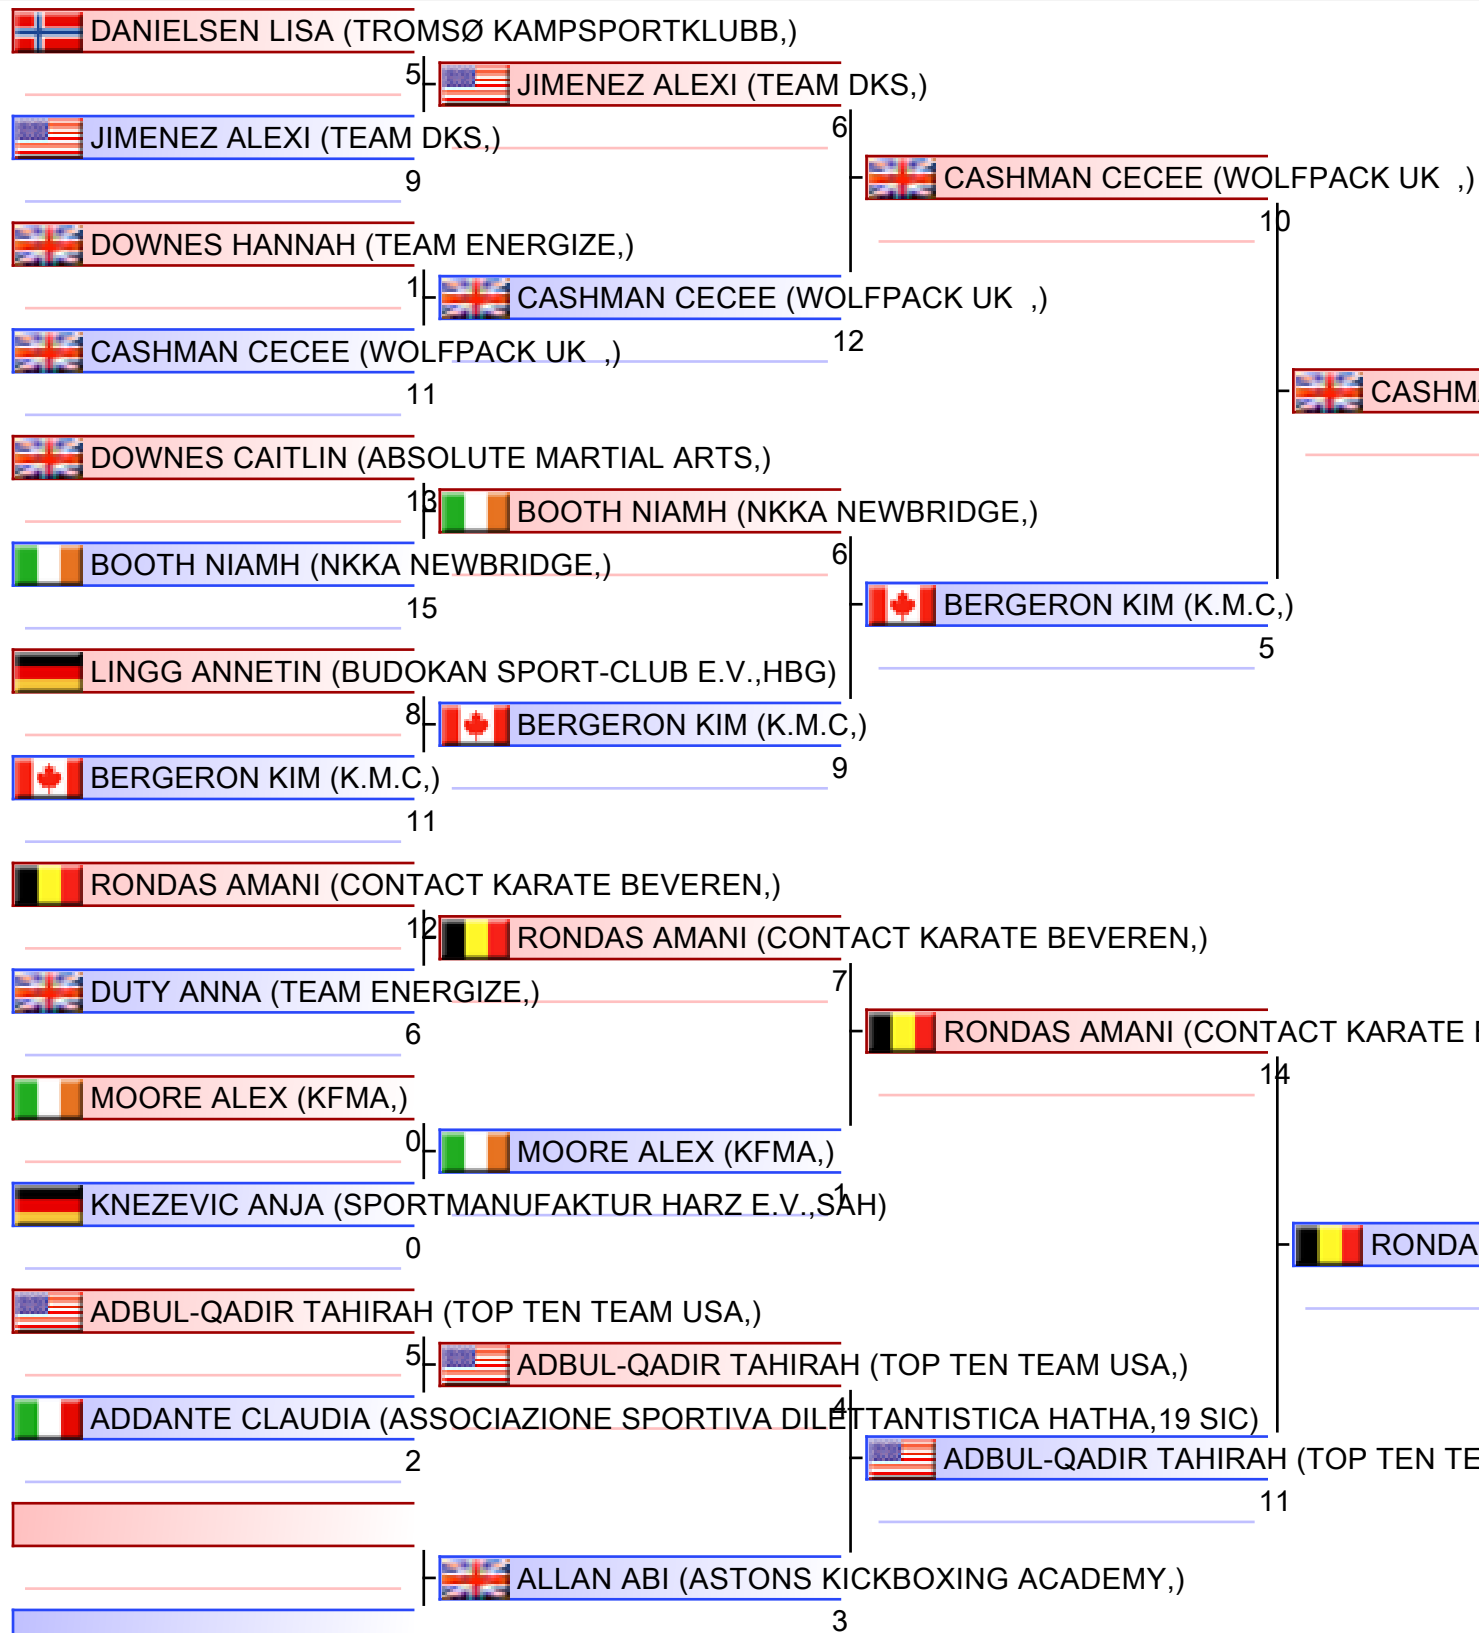 DANIELSEN LISA (TROMSØ KAMPSPORTKLUBB,)
5
JIMENEZ ALEXI (TEAM DKS,)
9
DOWNES HANNAH (TEAM ENERGIZE,)
1
CASHMAN CECEE (WOLFPACK UK  ,)
11
DOWNES CAITLIN (ABSOLUTE MARTIAL ARTS,)
13
BOOTH NIAMH (NKKA NEWBRIDGE,)
15
LINGG ANNETIN (BUDOKAN SPORT-CLUB E.V.,HBG)
8
BERGERON KIM (K.M.C,)
11
RONDAS AMANI (CONTACT KARATE BEVEREN,)
12
DUTY ANNA (TEAM ENERGIZE,)
6
MOORE ALEX (KFMA,)
0
KNEZEVIC ANJA (SPORTMANUFAKTUR HARZ E.V.,SAH)
0
ADBUL-QADIR TAHIRAH (TOP TEN TEAM USA,)
5
ADDANTE CLAUDIA (ASSOCIAZIONE SPORTIVA DILETTANTISTICA HATHA,19 SIC)
2
JIMENEZ ALEXI (TEAM DKS,)
6
CASHMAN CECEE (WOLFPACK UK  ,)
12
BOOTH NIAMH (NKKA NEWBRIDGE,)
6
BERGERON KIM (K.M.C,)
9
RONDAS AMANI (CONTACT KARATE BEVEREN,)
7
MOORE ALEX (KFMA,)
1
ADBUL-QADIR TAHIRAH (TOP TEN TEAM USA,)
4
ALLAN ABI (ASTONS KICKBOXING ACADEMY,)
3
CASHMAN CECEE (WOLFPACK UK  ,)
10
BERGERON KIM (K.M.C,)
5
RONDAS AMANI (CONTACT KARATE
14
ADBUL-QADIR TAHIRAH (TOP TEN TE
11
CASHM
RONDA